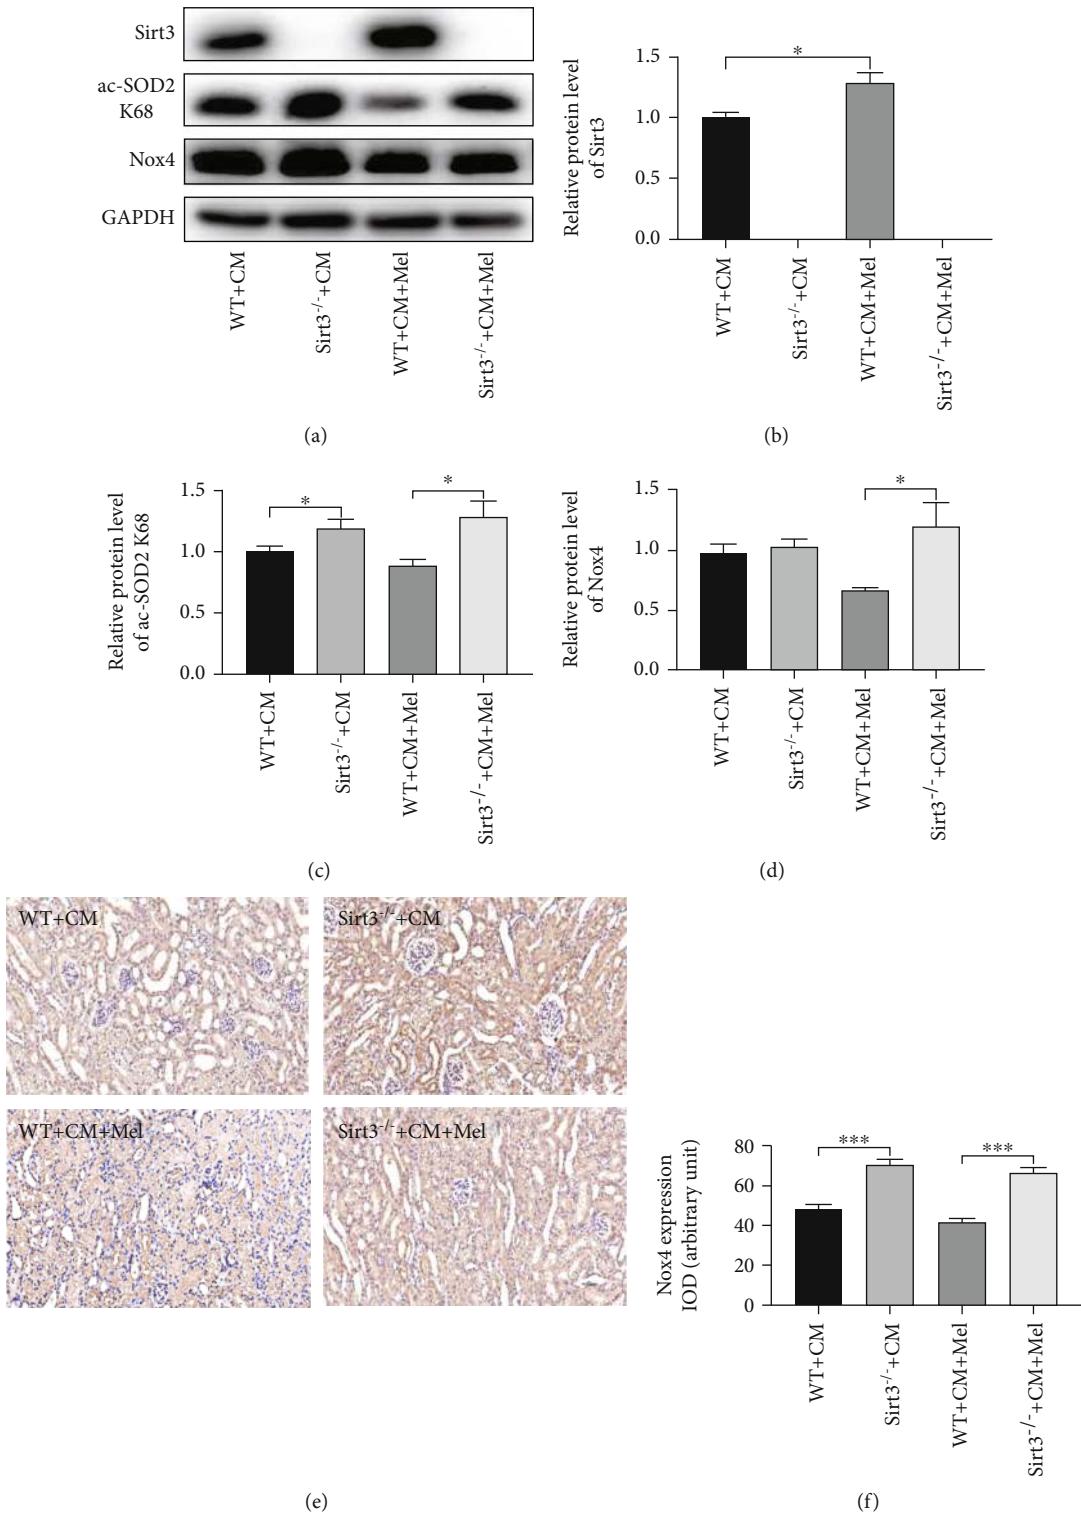 Sirt3
ac-SOD2
K68
Nox4
GAPDH
WT+CM
Sirt3-/-+CM
WT+CM+Mel
Sirt3-/-+CM+Mel
(a)
Relative protein level
of Sirt3
1.5
1.0
0.5
0.0
*
WT+CM
Sirt3-/-+CM
WT+CM+Mel
Sirt3-/-+CM+Mel
(b)
Relative protein level
of ac-SOD2 K68
1.5
1.0
0.5
0.0
*
*
WT+CM
Sirt3-/-+CM
WT+CM+Mel
Sirt3-/-+CM+Mel
(c)
Relative protein level
of Nox4
1.5
1.0
0.5
0.0
*
WT+CM
Sirt3-/-+CM
WT+CM+Mel
Sirt3-/-+CM+Mel
(d)
WT+CM
Sirt3-/-+CM
WT+CM+Mel
Sirt3-/-+CM+Mel
(e)
Nox4 expression
IOD (arbitrary unit)
80
60
40
20
0
***
***
WT+CM
Sirt3-/-+CM
WT+CM+Mel
Sirt3-/-+CM+Mel
(f)